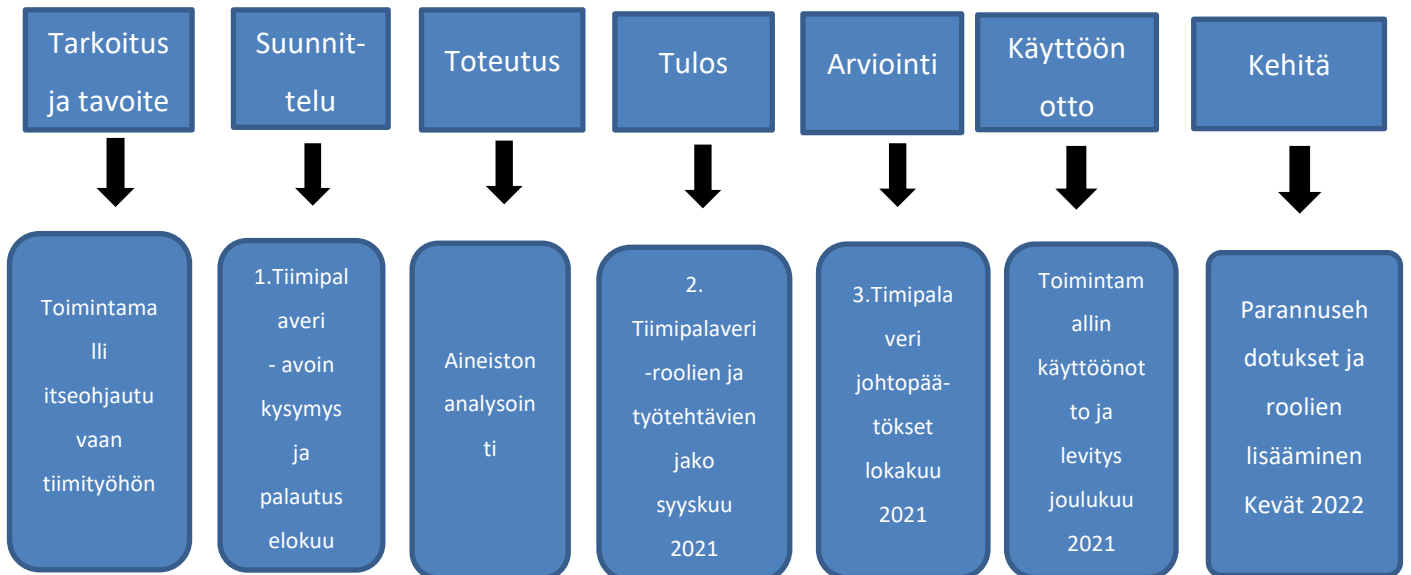 Tarkoitus
ja tavoite
Suunnit-
telu
Toteutus
Tulos
Arviointi
Käyttöön
otto
Kehitä
Toimintama
lli
itseohjautu
vaan
tiimityöhön
1.Tiimipal
averi
- avoin
kysymys
ja
palautus
elokuu
Aineiston
analysoin
ti
2.
Tiimipalaveri
-roolien ja
työtehtävien
jako
syyskuu
2021
3.Timipala
veri
johtopää-
tökset
lokakuu
2021
Toimintam
allin
käyttöönot
to ja
levitys
joulukuu
2021
Parannuseh
dotukset ja
roolien
lisääminen
Kevät 2022